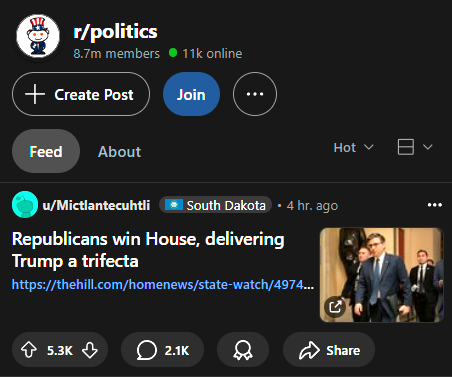 r/politics
8.7m members 11k online
Create Post Join
Feed About Hot
u/Mictlantecuhtli South Dakota • 4 hr. ago
Republicans win House, delivering
Trump a trifecta
https://thehill.com/homenews/state-watch/4974...
5.3K 2.1K Share